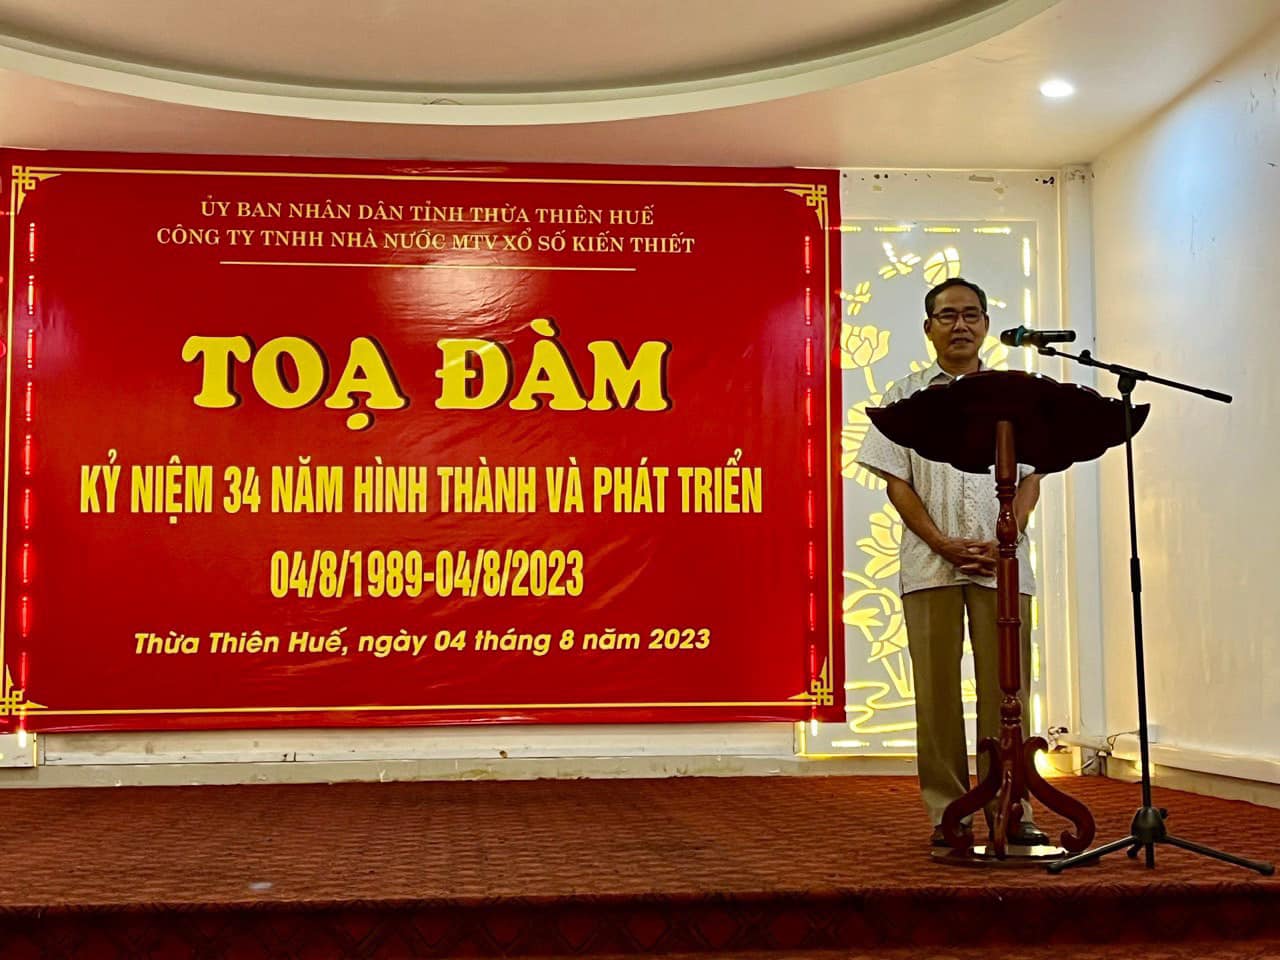 ỦY BAN NHÂN DÂN TỈNH THỪA THIÊN HUẾ
CÔNG TY TNHH NHÀ NƯỚC MTV XỔ SỐ KIẾN THIẾT
TOẠ ĐÀM
KỶ NIỆM 34 NĂM HÌNH THÀNH VÀ PHÁT TRIỂN
04/8/1989-04/8/2023
Thừa Thiên Huế, ngày 04 tháng 8 năm 2023